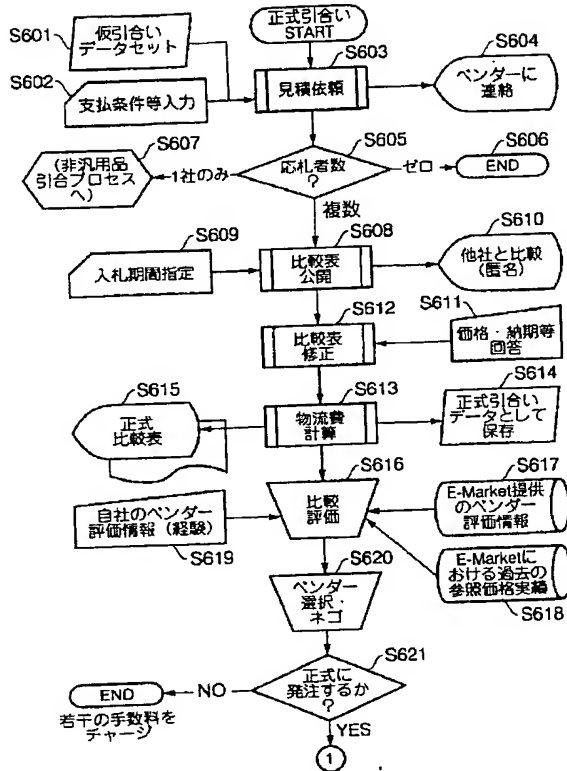 正式引合い
START
S601
仮引合い
データセット
S602
支払条件等入力
S603
見積依頼
S604
ベンダーに
連絡
S605
応札者数
?
ゼロ
S606
END
S607
(非汎用品
引合プロセス
へ)
1社のみ
複数
S609
入札期間指定
S608
比較表
公開
S610
他社と比較
(匿名)
S612
比較表
修正
S611
価格・納期等
回答
S615
正式
比較表
S613
物流費
計算
S614
正式引合い
データとして
保存
S616
比較
評価
S617
E-Market提供
のベンダー
評価情報
自社のベンダー
評価情報(経験)
S619
E-Marketに
おける過去の
参照価格実績
S618
S620
ベンダー
選択・
ネゴ
S621
正式に
発注するか
?
NO
END
若干の手数料を
チャージ
YES
1